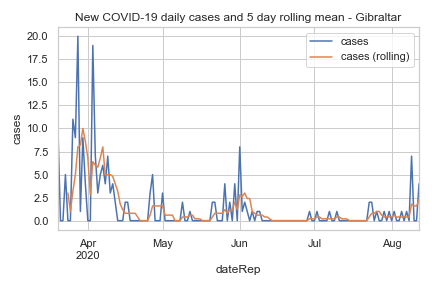 New COVID-19 daily cases and 5 day rolling mean - Gibraltar
cases
cases (rolling)
20.0
17.5
15.0
12.5
10.0
7.5
5.0
2.5
0.0
cases
Apr
2020
May
Jun
Jul
Aug
dateRep